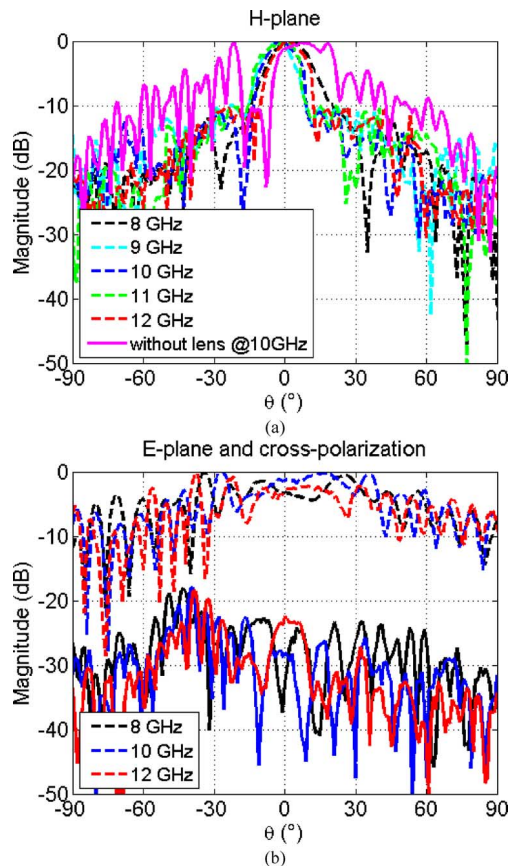 H-plane
0
-10
-20
-30
-40
-50
Magnitude (dB)
8 GHz
9 GHz
10 GHz
11 GHz
12 GHz
without lens @10GHz
-90 -60 -30 0 30 60 90
θ (°)
(a)
E-plane and cross-polarization
0
-10
-20
-30
-40
-50
Magnitude (dB)
8 GHz
10 GHz
12 GHz
-90 -60 -30 0 30 60 90
θ (°)
(b)